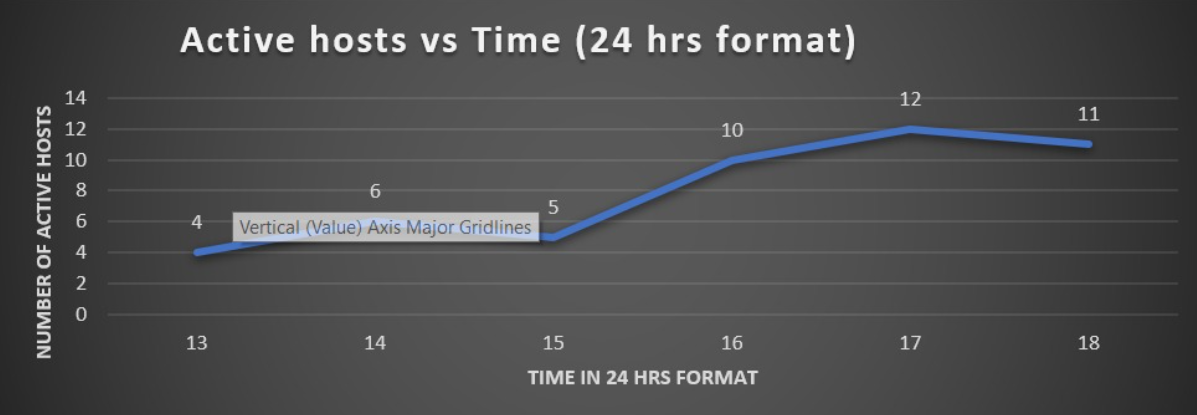 Active hosts vs Time (24 hrs format)
NUMBER OF ACTIVE HOSTS
14
12
10
8
6
4
2
0
4
6
5
10
12
11
Vertical (Value) Axis Major Gridlines
13 14 15 16 17 18
TIME IN 24 HRS FORMAT